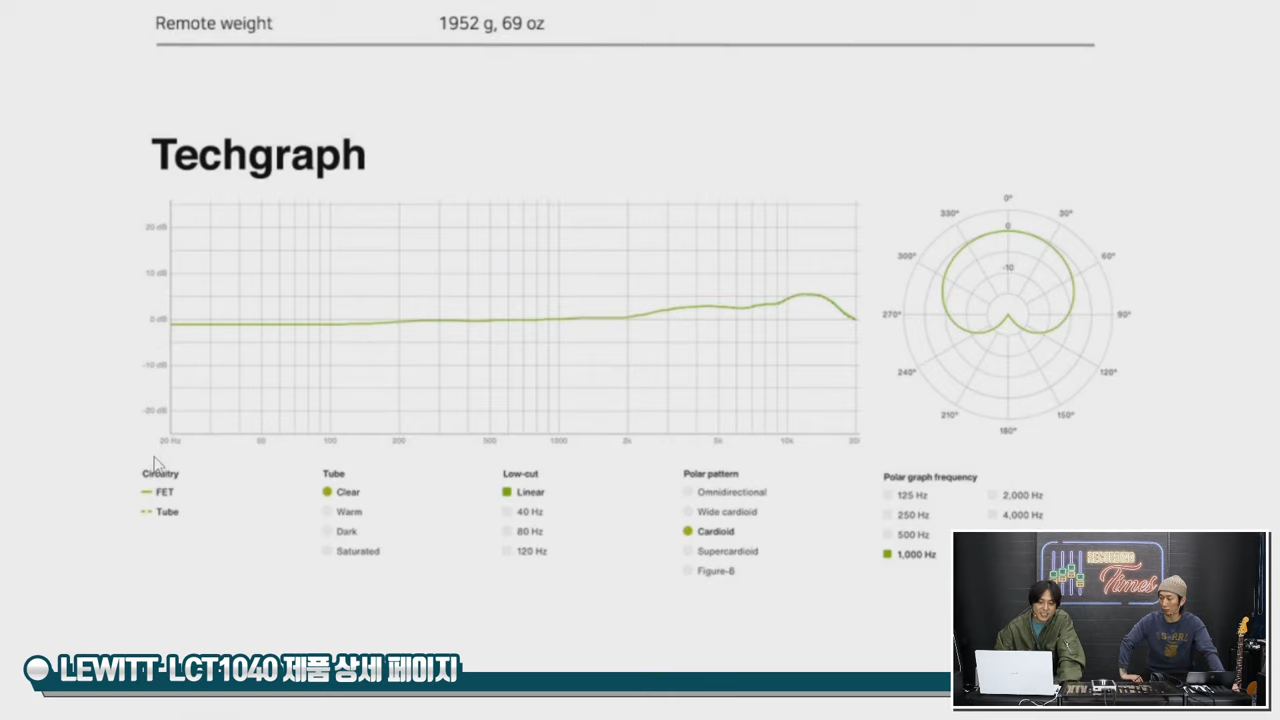 Remote weight 1952 g, 69 oz
Techgraph
20 dB
10 dB
0 dB
-10 dB
-20 dB
20 Hz 50 100 200 500 1000 2k 5k 10k 20
0°
330° 30°
0
300° 60°
-10
270° 90°
240° 120°
210° 150°
180°
Circuitry
FET
Tube
Tube
Clear
Warm
Dark
Saturated
Low-cut
Linear
40 Hz
80 Hz
120 Hz
Polar pattern
Omnidirectional
Wide cardioid
Cardioid
Supercardioid
Figure-8
Polar graph frequency
125 Hz 2,000 Hz
250 Hz 4,000 Hz
500 Hz
1,000 Hz
RECORDING
Times
LEWITT-LCT1040 제품 상세 페이지